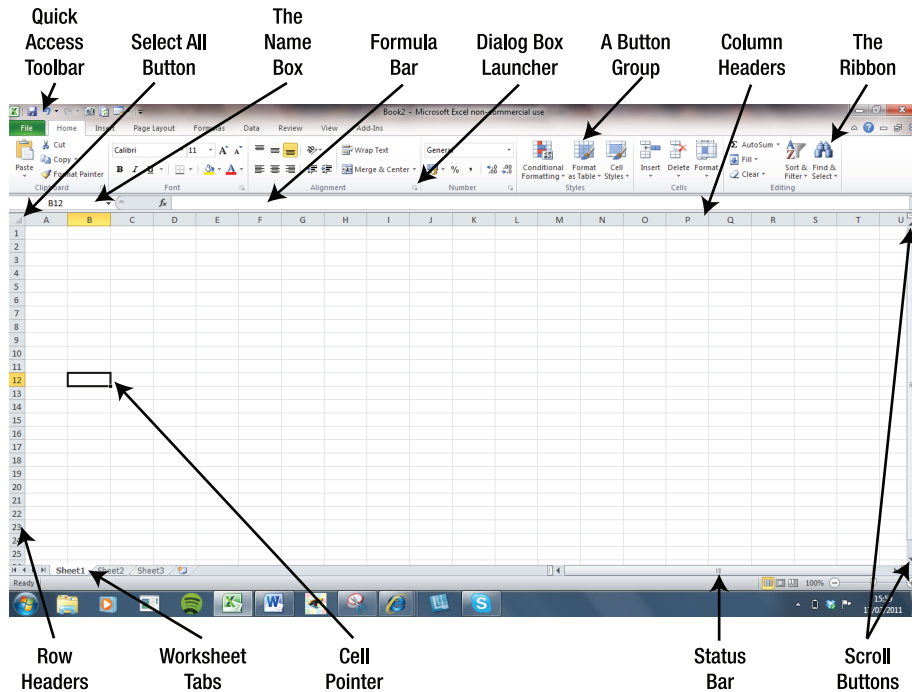 Quick Access Toolbar
Select All Button
The Name Box
Formula Bar
Dialog Box Launcher
A Button Group
Column Headers
The Ribbon
Book2 - Microsoft Excel non-commercial use
File Home Insert Page Layout Formulas Data Review View Add-Ins
Paste
Cut
Copy
Format Painter
Clipboard
Calibri 11
B I
Font
Wrap Text
Merge & Center
Alignment
General
%
Number
Conditional Formatting
Format as Table
Cell Styles
Styles
Insert
Delete
Format
Cells
Σ AutoSum
Fill
Clear
Sort & Filter
Find & Select
Editing
B12
fx
A B C D E F G H I J K L M N O P Q R S T U
1
2
3
4
5
6
7
8
9
10
11
12
13
14
15
16
17
18
19
20
21
22
23
24
25
Sheet1 Sheet2 Sheet3
Ready
100%
15:59
2011
Row Headers
Worksheet Tabs
Cell Pointer
Status Bar
Scroll Buttons